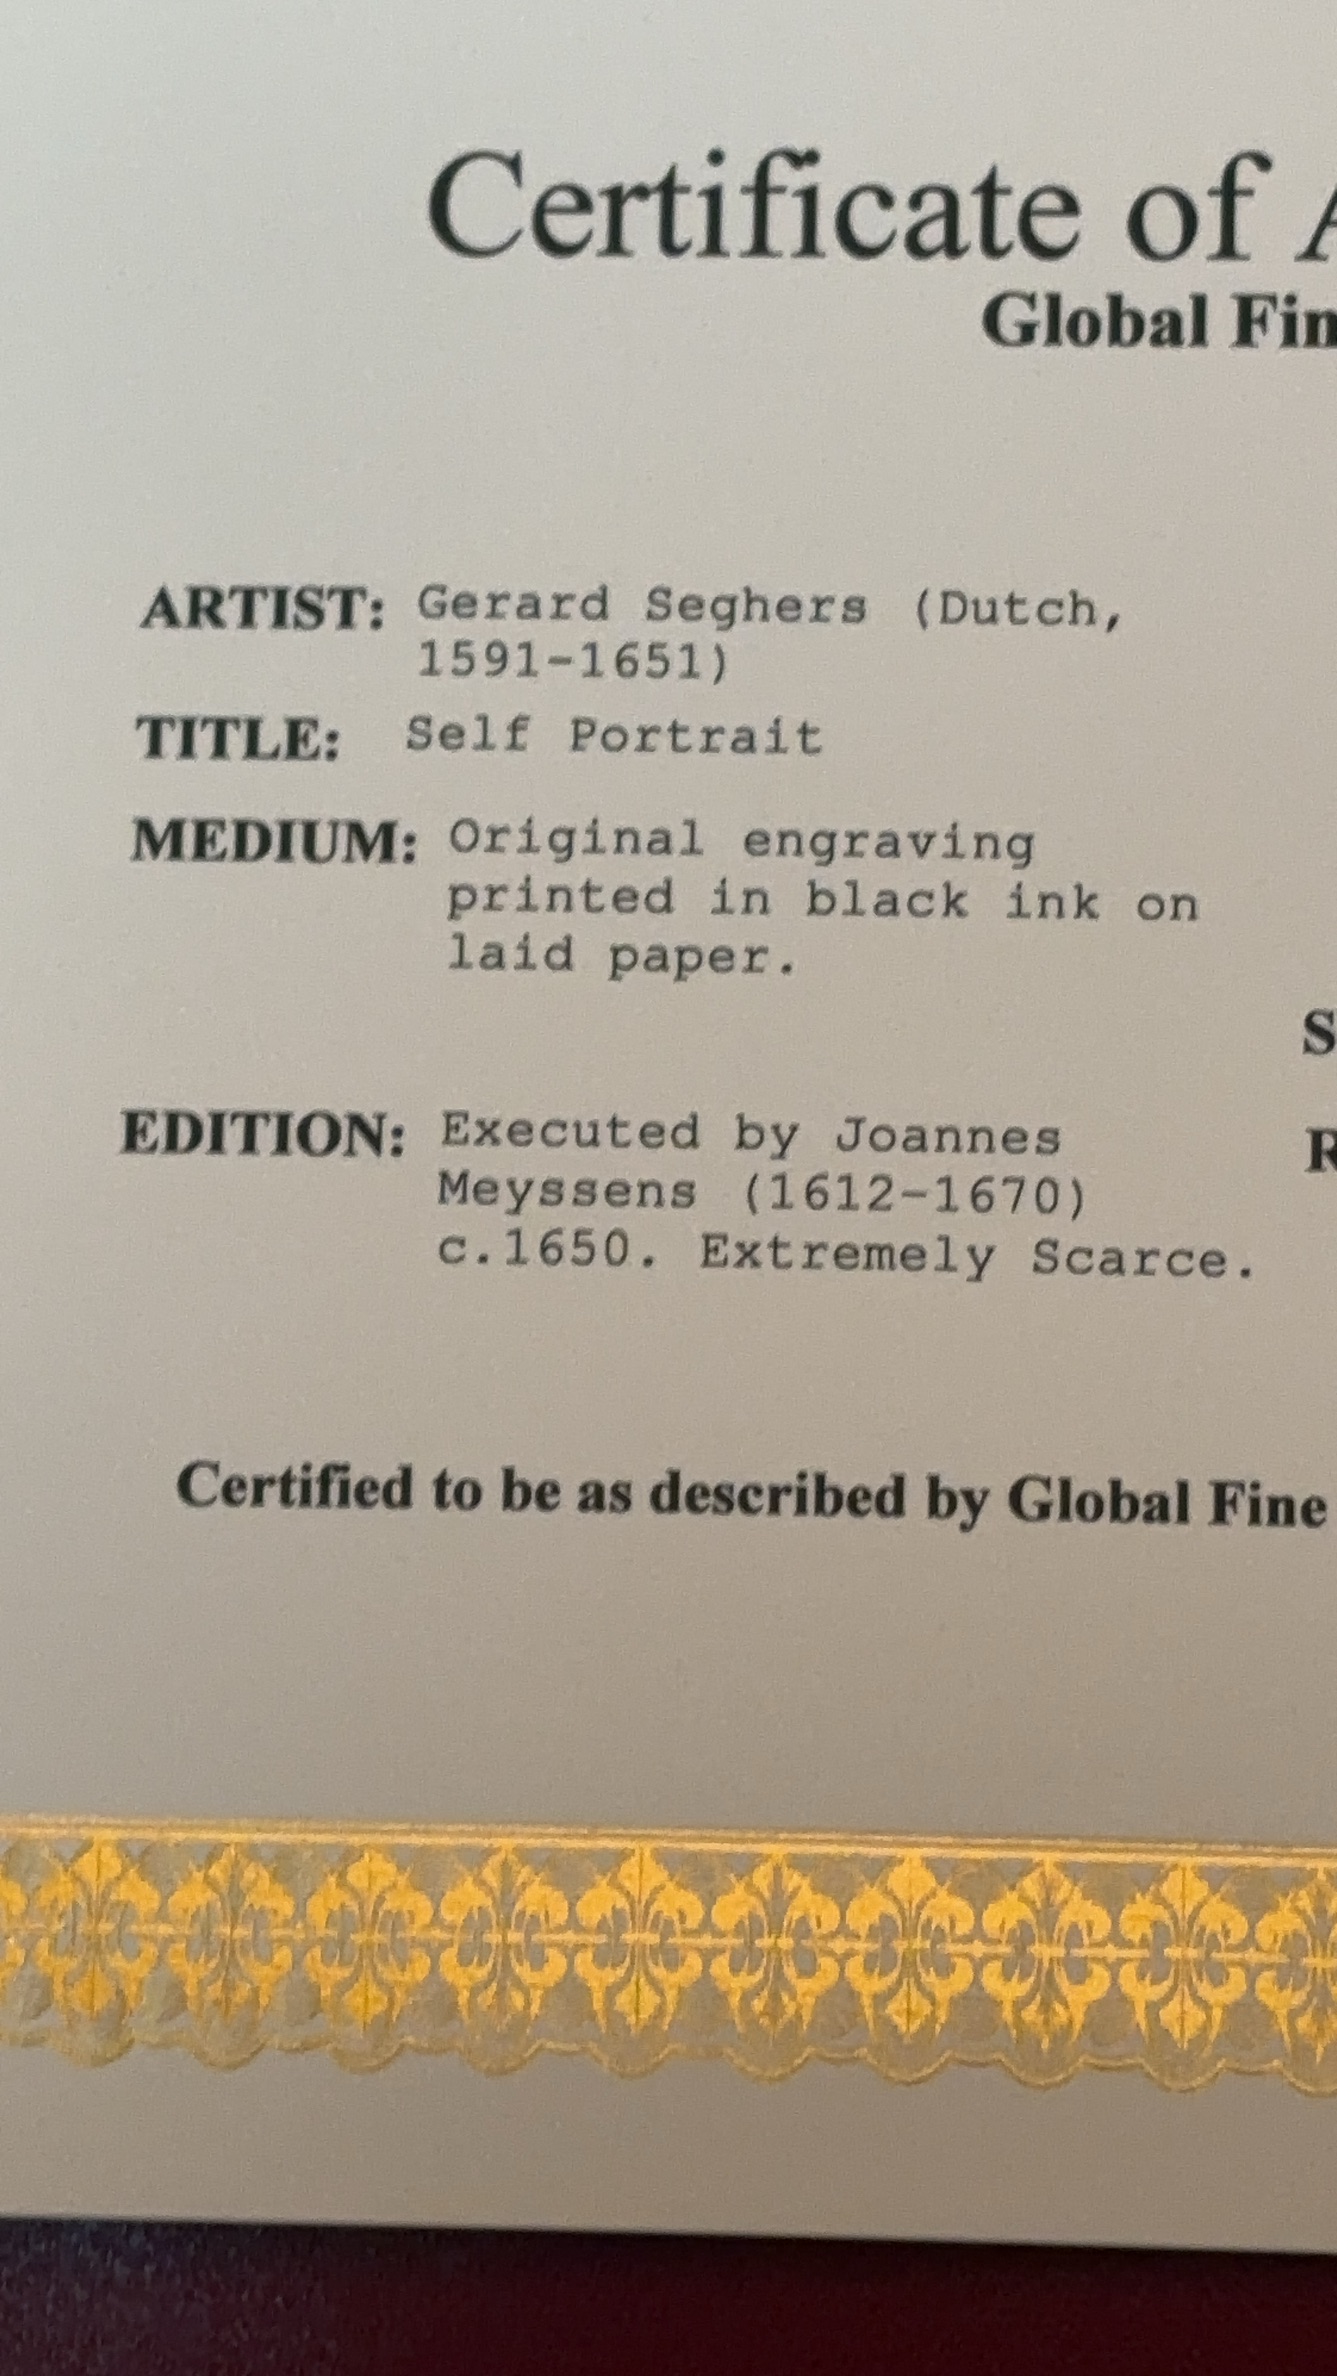 Certificate of
Global
ARTIST: Gerard Seghers (Dutch,
1591-1651)
TITLE: Self Portrait
MEDIUM: Original engraving
printed in black ink on
laid paper.
EDITION: Executed by Joannes
Meyssens (1612-1670)
c.1650. Extremely Scarce.
Certified to be as described by Global Fine